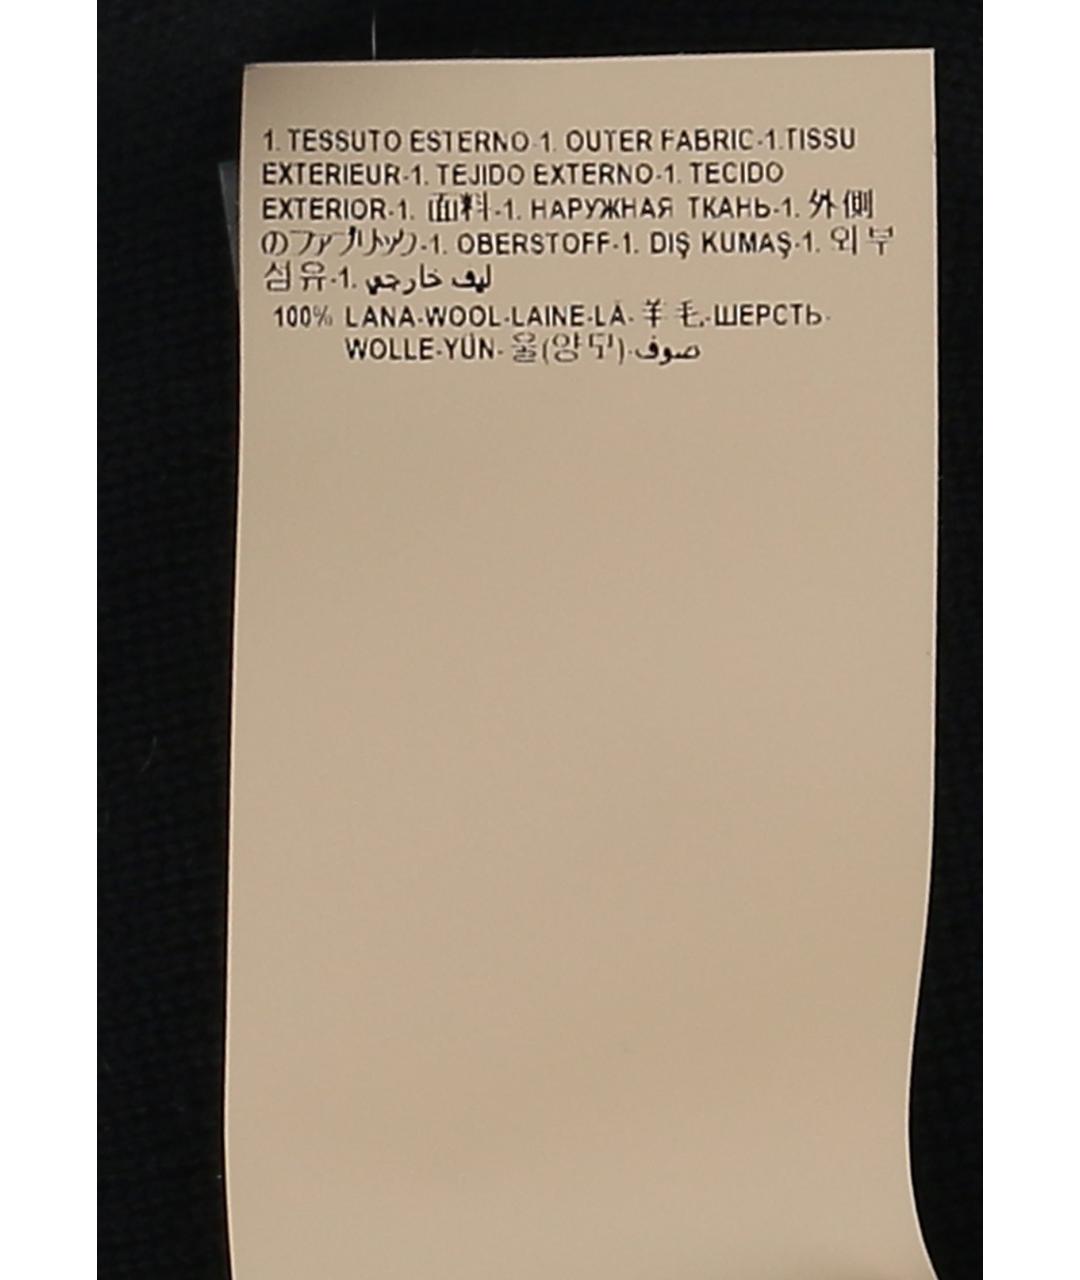 1. TESSUTO ESTERNO-1. OUTER FABRIC-1.TISSU
EXTERIEUR-1. TEJIDO EXTERNO-1. TECIDO
EXTERIOR-1. 面料-1. НАРУЖНАЯ ТКАНЬ-1. 外側
のファブリック-1. OBERSTOFF-1. DIŞ KUMAŞ-1. 외부
섬유-1. ليف خارجي
100% LANA-WOOL-LAINE-LÃ-羊毛-ШЕРСТЬ-
WOLLE-YÜN-울(양모)-صوف